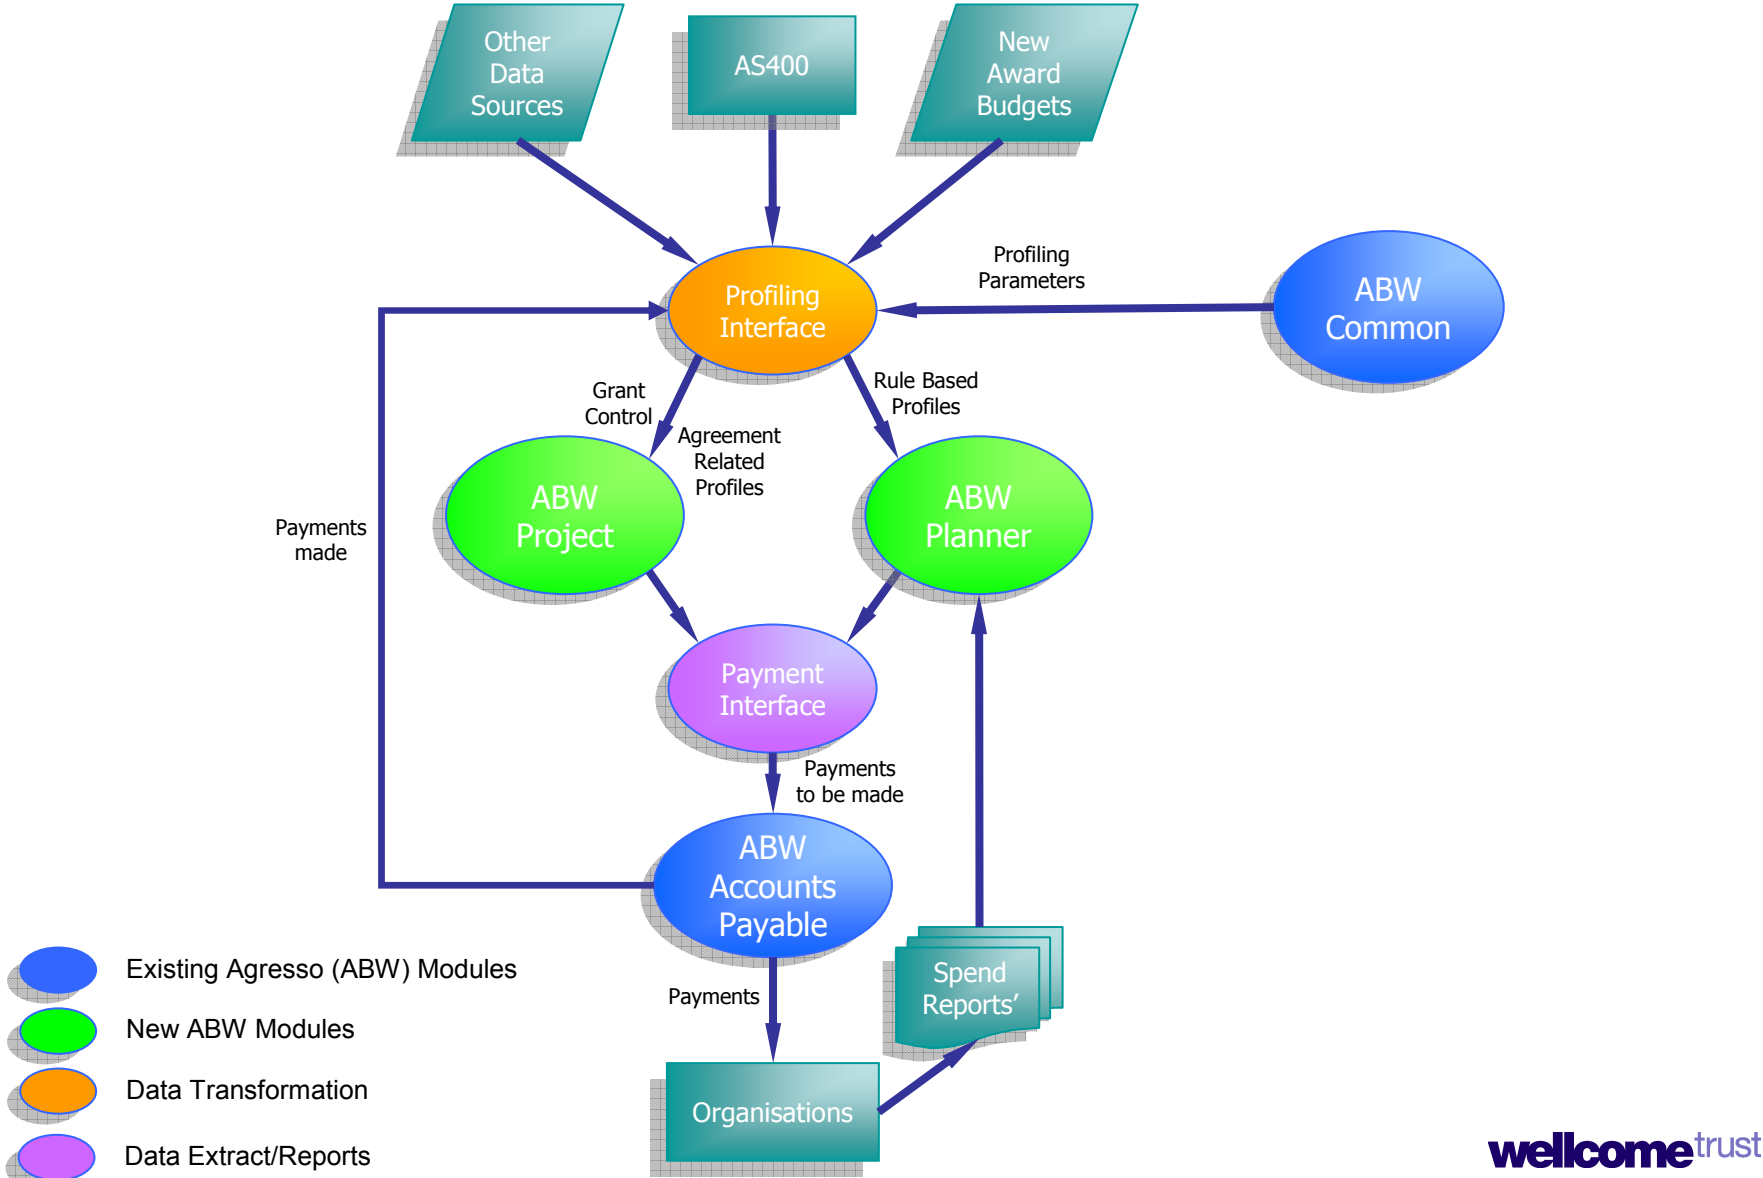 Other
Data
Sources
AS400
New
Award
Budgets
Profiling
Parameters
ABW
Common
Profiling
Interface
Grant
Control
Rule Based
Profiles
Agreement
Related
Profiles
ABW
Project
ABW
Planner
Payments
made
Payment
Interface
Payments
to be made
ABW
Accounts
Payable
Payments
Spend
Reports’
Organisations
Existing Agresso (ABW) Modules
New ABW Modules
Data Transformation
Data Extract/Reports
wellcometrust